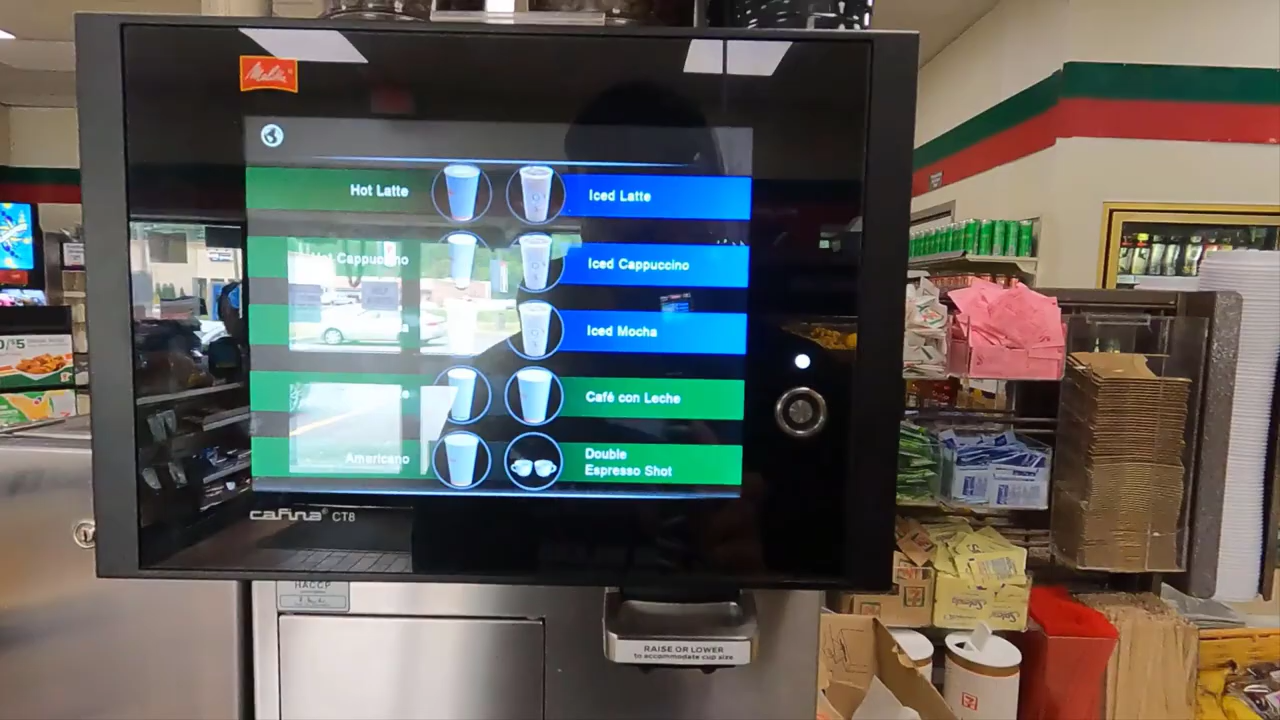 Melitta
Hot Latte
Iced Latte
Hot Cappuccino
Iced Cappuccino
Iced Mocha
Café con Leche
Americano
Double
Espresso Shot
cafina® CT8
HACCP
RAISE OR LOWER
to accommodate cup size
Splenda